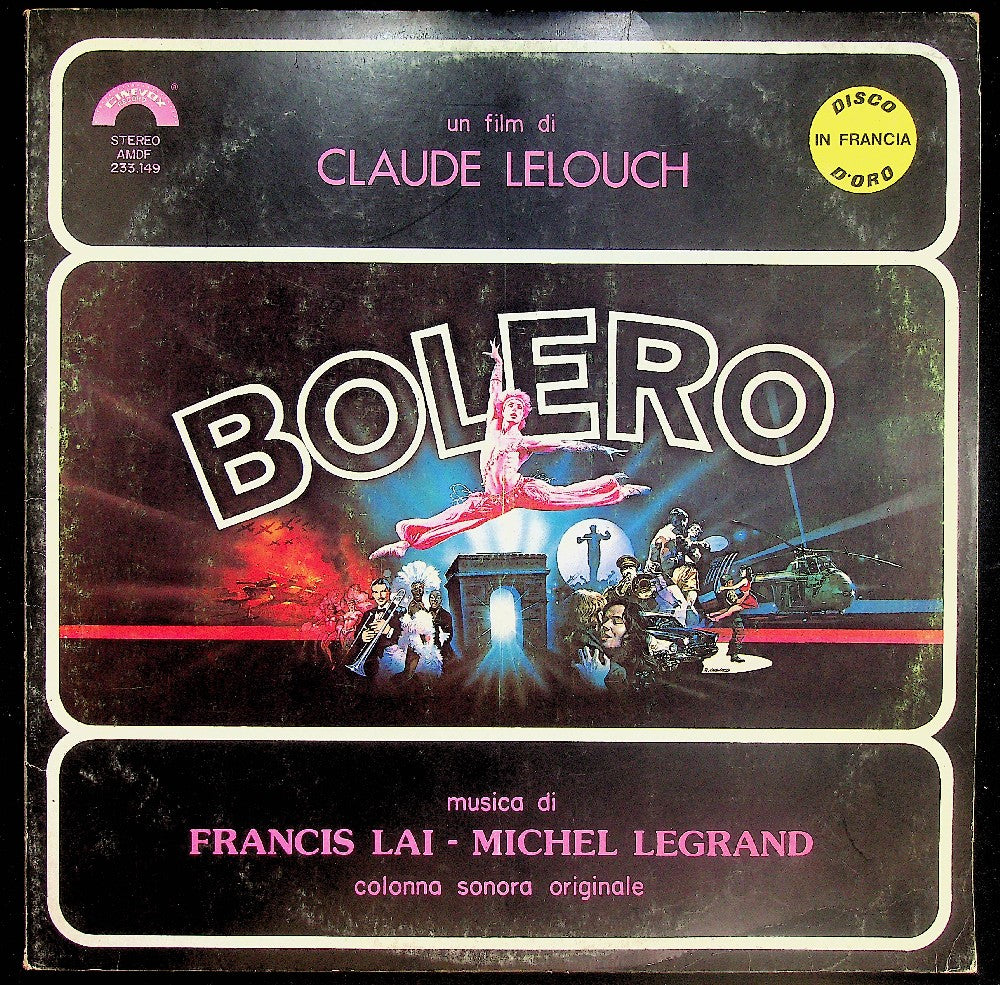 CINEVOX
RECORD
®
STEREO
AMDF
233.149
un film di
CLAUDE LELOUCH
DISCO
IN FRANCIA
D'ORO
BOLERO
musica di
FRANCIS LAI - MICHEL LEGRAND
colonna sonora originale